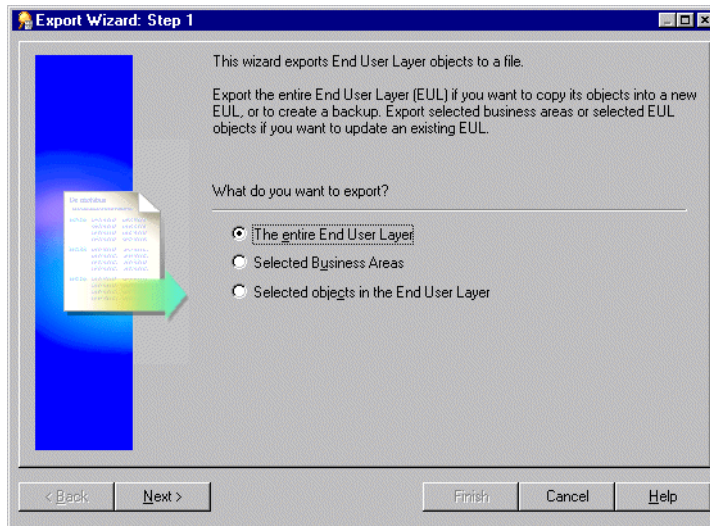 Export Wizard: Step 1
This wizard exports End User Layer objects to a file.
Export the entire End User Layer (EUL) if you want to copy its objects into a new
EUL, or to create a backup. Export selected business areas or selected EUL
objects if you want to update an existing EUL.
What do you want to export?
The entire End User Layer
Selected Business Areas
Selected objects in the End User Layer
< Back
Next >
Finish
Cancel
Help